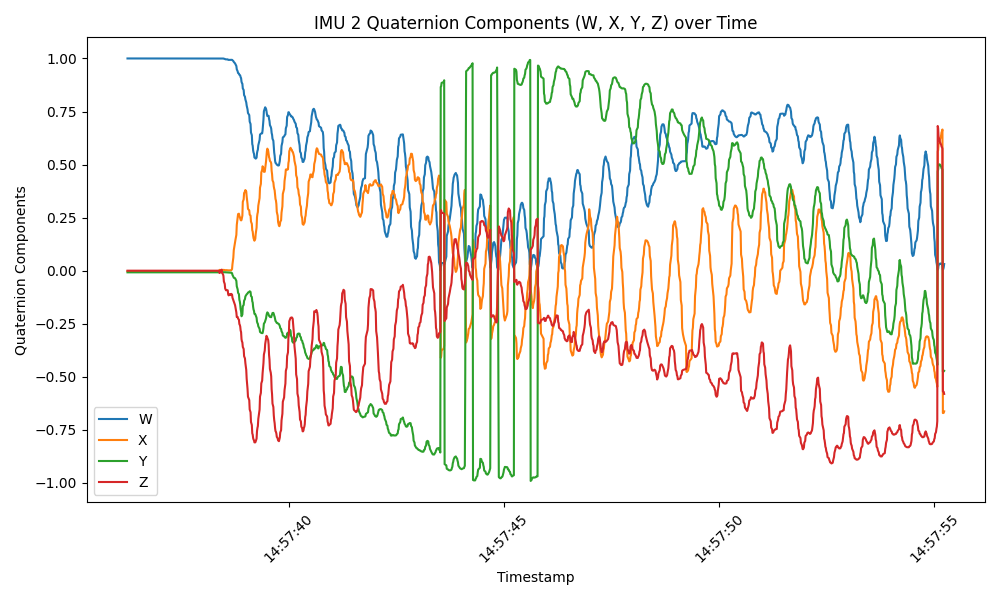 IMU 2 Quaternion Components (W, X, Y, Z) over Time
Quaternion Components
1.00
0.75
0.50
0.25
0.00
−0.25
−0.50
−0.75
−1.00
W
X
Y
Z
14:57:40
14:57:45
14:57:50
14:57:55
Timestamp